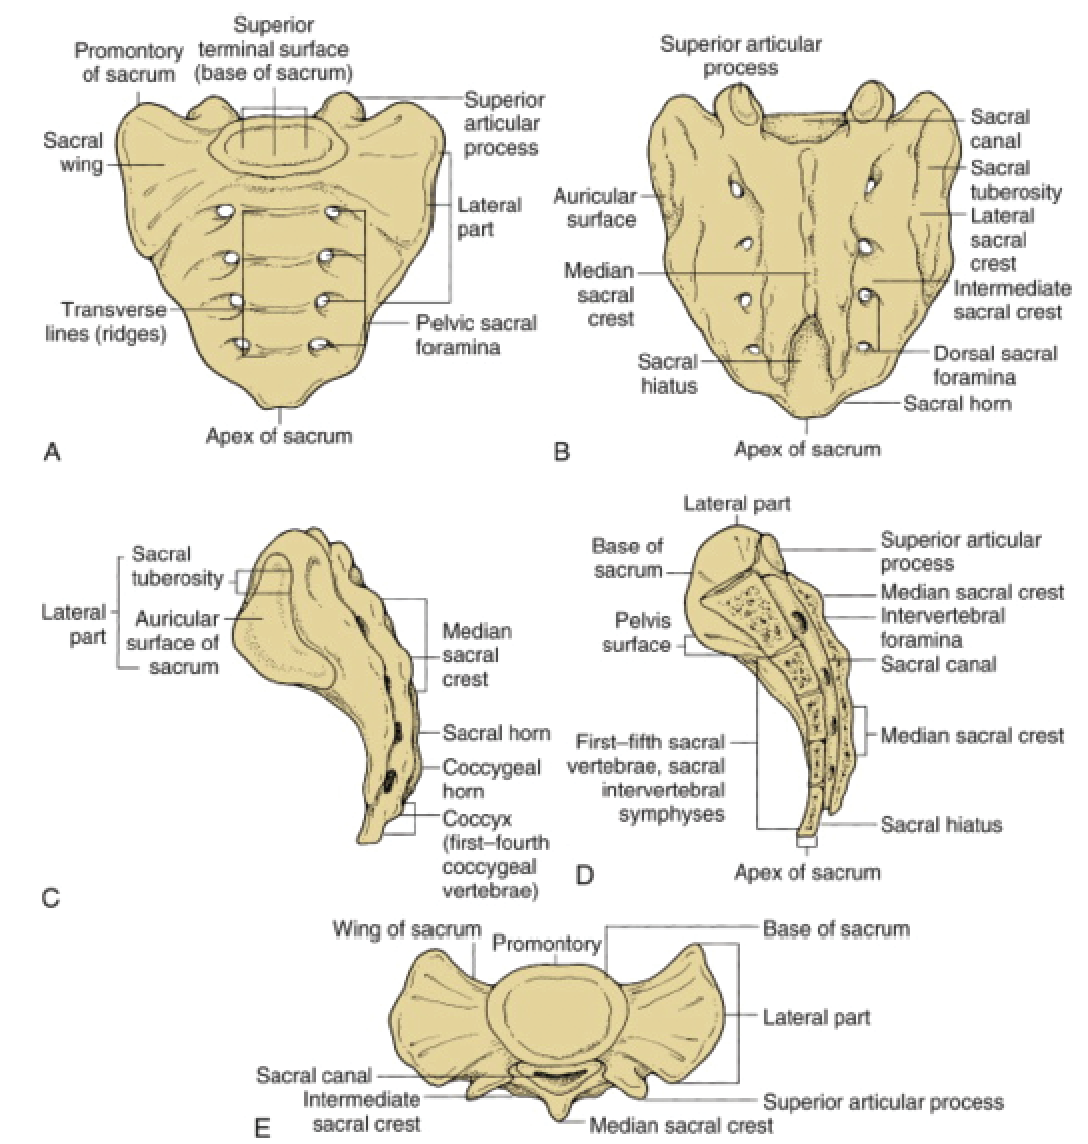 Superior
terminal surface
(base of sacrum)
Promontory
of sacrum
Superior
articular
process
Sacral
wing
Lateral
part
Transverse
lines (ridges)
Pelvic sacral
foramina
Apex of sacrum
A
Superior articular
process
Sacral
canal
Sacral
tuberosity
Auricular
surface
Lateral
sacral
crest
Median
sacral
crest
Intermediate
sacral crest
Sacral
hiatus
Dorsal sacral
foramina
Sacral horn
Apex of sacrum
B
Sacral
tuberosity
Lateral
part
Auricular
surface of
sacrum
Median
sacral
crest
Sacral horn
Coccygeal
horn
Coccyx
(first–fourth
coccygeal
vertebrae)
C
Lateral part
Base of
sacrum
Superior articular
process
Median sacral crest
Intervertebral
foramina
Pelvis
surface
Sacral canal
Median sacral crest
First–fifth sacral
vertebrae, sacral
intervertebral
symphyses
Sacral hiatus
Apex of sacrum
D
Wing of sacrum
Promontory
Base of sacrum
Lateral part
Sacral canal
Intermediate
sacral crest
Superior articular process
Median sacral crest
E